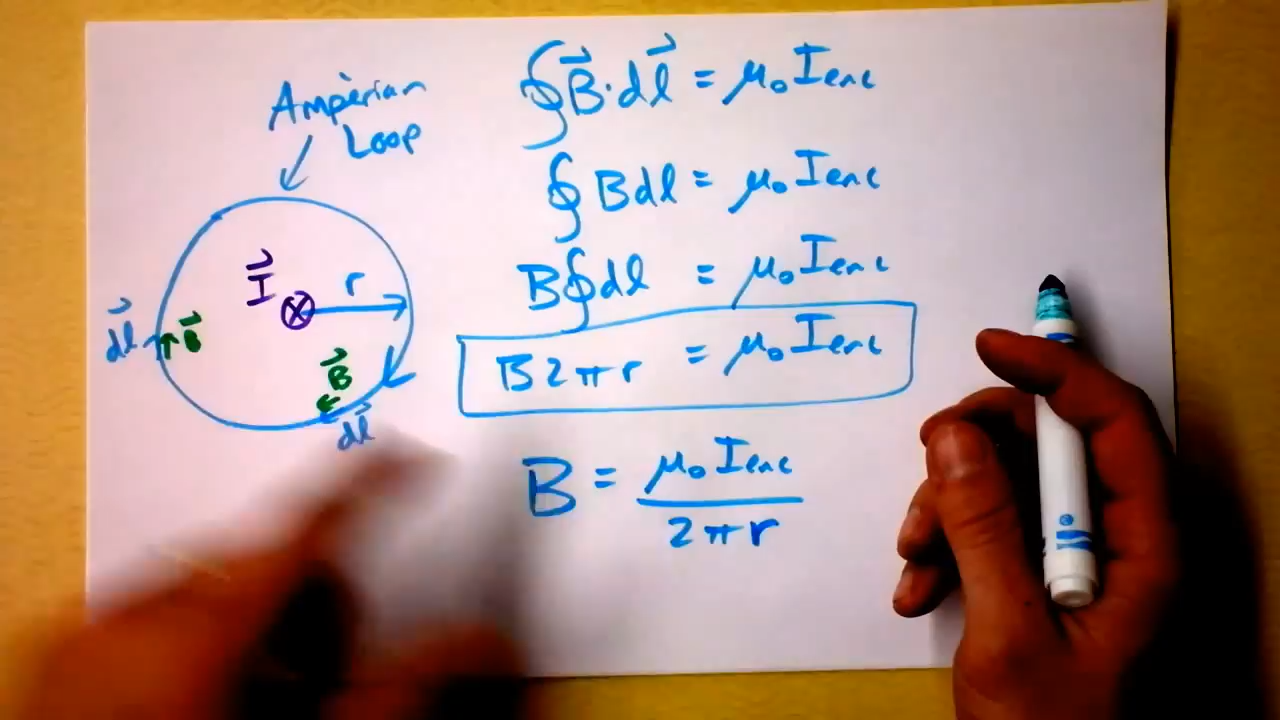 Amperian
Loop
∮B⃗·dl⃗ = μ₀Ienc
∮Bdl = μ₀Ienc
B∮dl = μ₀Ienc
B2πr = μ₀Ienc
B = μ₀Ienc
2πr
I⃗
r
dl⃗
B⃗
B⃗
dl⃗